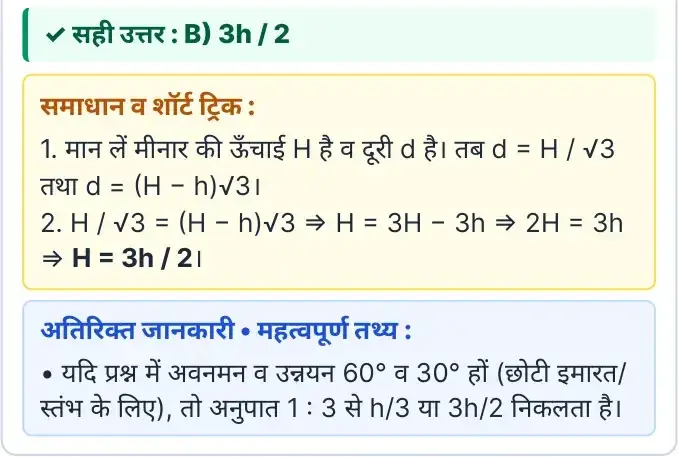 ✓ सही उत्तर : B) 3h / 2
समाधान व शॉर्ट ट्रिक :
1. मान लें मीनार की ऊँचाई H है व दूरी d है। तब d = H / √3
तथा d = (H − h)√3।
2. H / √3 = (H − h)√3 ⇒ H = 3H − 3h ⇒ 2H = 3h
⇒ H = 3h / 2।
अतिरिक्त जानकारी • महत्वपूर्ण तथ्य :
• यदि प्रश्न में अवनमन व उन्नयन 60° व 30° हों (छोटी इमारत/
स्तंभ के लिए), तो अनुपात 1 : 3 से h/3 या 3h/2 निकलता है।